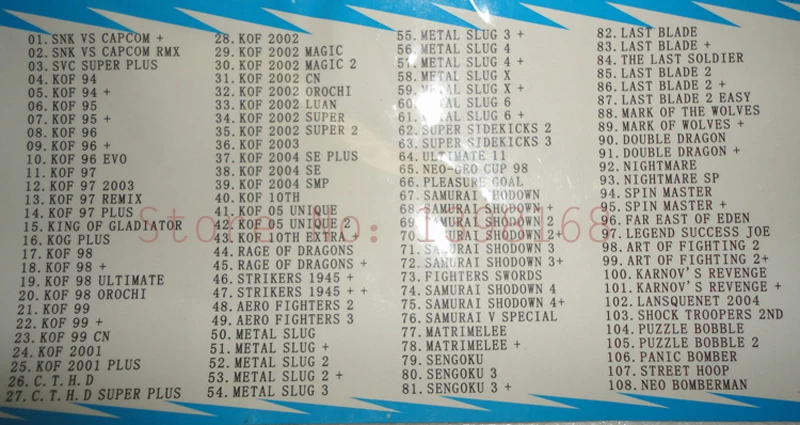 01. SNK VS CAPCOM +
02. SNK VS CAPCOM RMX
03. SVC SUPER PLUS
04. KOF 94
05. KOF 94 +
06. KOF 95
07. KOF 95 +
08. KOF 96
09. KOF 96 +
10. KOF 96 EVO
11. KOF 97
12. KOF 97 2003
13. KOF 97 REMIX
14. KOF 97 PLUS
15. KING OF GLADIATOR
16. KOG PLUS
17. KOF 98
18. KOF 98 +
19. KOF 98 ULTIMATE
20. KOF 98 OROCHI
21. KOF 99
22. KOF 99 +
23. KOF 99 CN
24. KOF 2001
25. KOF 2001 PLUS
26. C. T. H. D
27. C. T. H. D SUPER PLUS
28. KOF 2002
29. KOF 2002 MAGIC
30. KOF 2002 MAGIC 2
31. KOF 2002 CN
32. KOF 2002 OROCHI
33. KOF 2002 LUAN
34. KOF 2002 SUPER
35. KOF 2002 SUPER 2
36. KOF 2003
37. KOF 2004 SE PLUS
38. KOF 2004 SE
39. KOF 2004 SMP
40. KOF 10TH
41. KOF 05 UNIQUE
42. KOF 05 UNIQUE 2
43. KOF 10TH EXTRA +
44. RAGE OF DRAGONS
45. RAGE OF DRAGONS +
46. STRIKERS 1945 +
47. STRIKERS 1945 + +
48. AERO FIGHTERS 2
49. AERO FIGHTERS 3
50. METAL SLUG
51. METAL SLUG +
52. METAL SLUG 2
53. METAL SLUG 2 +
54. METAL SLUG 3
55. METAL SLUG 3 +
56. METAL SLUG 4
57. METAL SLUG 4 +
58. METAL SLUG X
59. METAL SLUG X +
60. METAL SLUG 6
61. METAL SLUG 6 +
62. SUPER SIDEKICKS 2
63. SUPER SIDEKICKS 3
64. ULTIMATE 11
65. NEO-GEO CUP 98
66. PLEASURE GOAL
67. SAMURAI SHODOWN
68. SAMURAI SHODOWN +
69. SAMURAI SHODOWN 2
70. SAMURAI SHODOWN 2+
71. SAMURAI SHODOWN 3
72. SAMURAI SHODOWN 3+
73. FIGHTERS SWORDS
74. SAMURAI SHODOWN 4
75. SAMURAI SHODOWN 4+
76. SAMURAI V SPECIAL
77. MATRIMELEE
78. MATRIMELEE +
79. SENGOKU
80. SENGOKU 3
81. SENGOKU 3 +
82. LAST BLADE
83. LAST BLADE +
84. THE LAST SOLDIER
85. LAST BLADE 2
86. LAST BLADE 2 +
87. LAST BLADE 2 EASY
88. MARK OF THE WOLVES
89. MARK OF WOLVES +
90. DOUBLE DRAGON
91. DOUBLE DRAGON +
92. NIGHTMARE
93. NIGHTMARE SP
94. SPIN MASTER
95. SPIN MASTER +
96. FAR EAST OF EDEN
97. LEGEND SUCCESS JOE
98. ART OF FIGHTING 2
99. ART OF FIGHTING 2+
100. KARNOV'S REVENGE
101. KARNOV'S REVENGE +
102. LANSQUENET 2004
103. SHOCK TROOPERS 2ND
104. PUZZLE BOBBLE
105. PUZZLE BOBBLE 2
106. PANIC BOMBER
107. STREET HOOP
108. NEO BOMBERMAN
Store No: 1998168